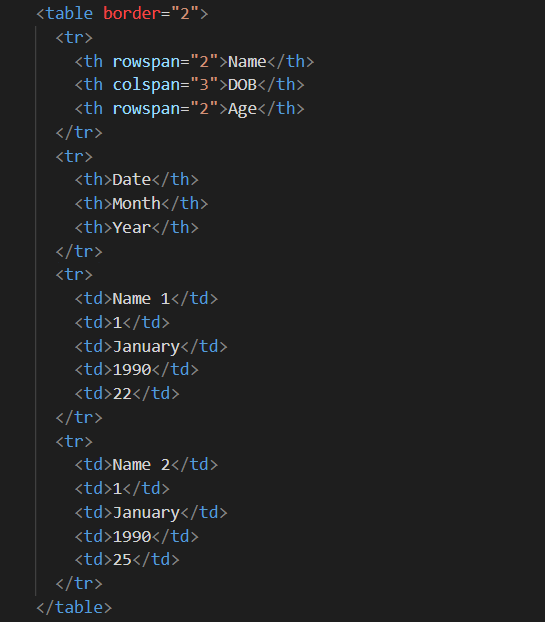 <table border="2">
<tr>
<th rowspan="2">Name</th>
<th colspan="3">DOB</th>
<th rowspan="2">Age</th>
</tr>
<tr>
<th>Date</th>
<th>Month</th>
<th>Year</th>
</tr>
<tr>
<td>Name 1</td>
<td>1</td>
<td>January</td>
<td>1990</td>
<td>22</td>
</tr>
<tr>
<td>Name 2</td>
<td>1</td>
<td>January</td>
<td>1990</td>
<td>25</td>
</tr>
</table>